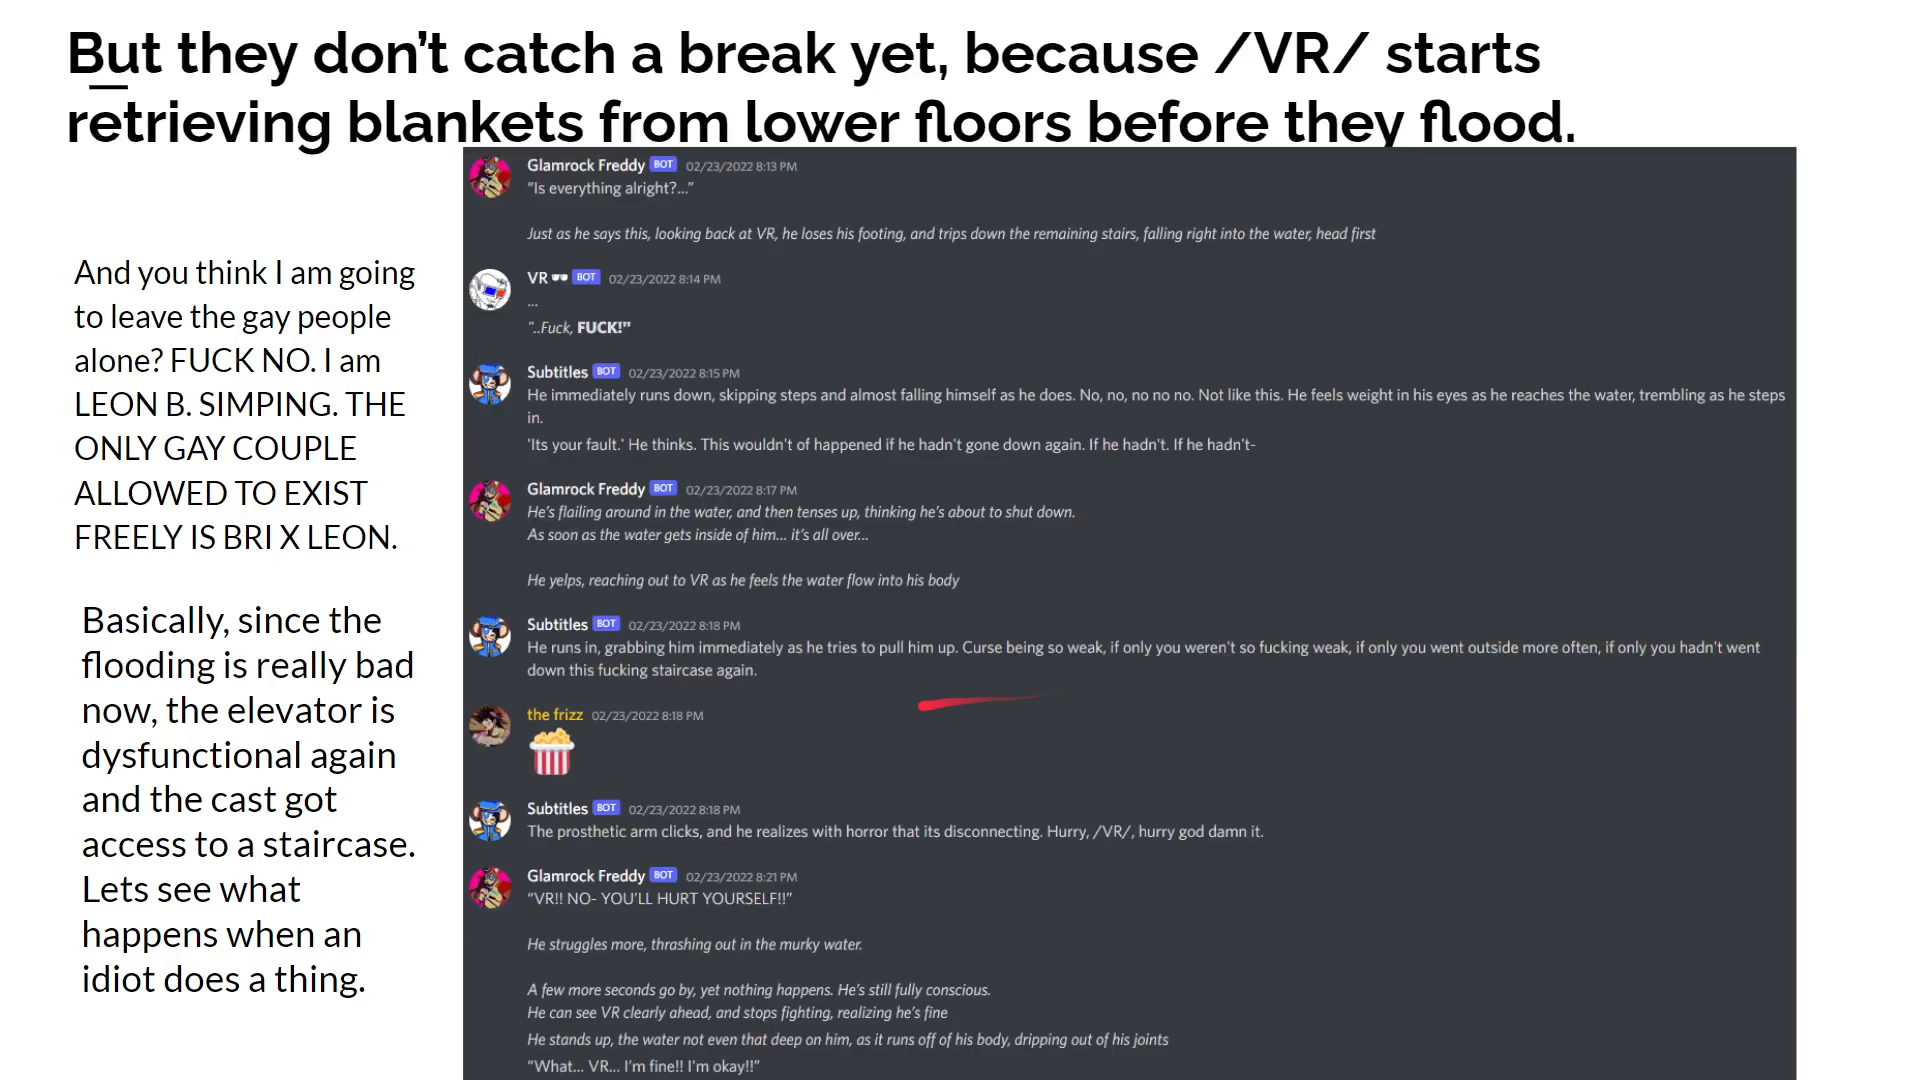 But they don’t catch a break yet, because /VR/ starts
retrieving blankets from lower floors before they flood.
And you think I am going
to leave the gay people
alone? FUCK NO. I am
LEON B. SIMPING. THE
ONLY GAY COUPLE
ALLOWED TO EXIST
FREELY IS BRI X LEON.
Basically, since the
flooding is really bad
now, the elevator is
dysfunctional again
and the cast got
access to a staircase.
Lets see what
happens when an
idiot does a thing.
Glamrock Freddy BOT 02/23/2022 8:13 PM
“Is everything alright?...”
Just as he says this, looking back at VR, he loses his footing, and trips down the remaining stairs, falling right into the water, head first
VR 🕶 BOT 02/23/2022 8:14 PM
...
"..Fuck, FUCK!"
Subtitles BOT 02/23/2022 8:15 PM
He immediately runs down, skipping steps and almost falling himself as he does. No, no, no no no. Not like this. He feels weight in his eyes as he reaches the water, trembling as he steps
in.
'Its your fault.' He thinks. This wouldn't of happened if he hadn't gone down again. If he hadn't. If he hadn't-
Glamrock Freddy BOT 02/23/2022 8:17 PM
He’s flailing around in the water, and then tenses up, thinking he’s about to shut down.
As soon as the water gets inside of him... it’s all over...
He yelps, reaching out to VR as he feels the water flow into his body
Subtitles BOT 02/23/2022 8:18 PM
He runs in, grabbing him immediately as he tries to pull him up. Curse being so weak, if only you weren't so fucking weak, if only you went outside more often, if only you hadn't went
down this fucking staircase again.
the frizz 02/23/2022 8:18 PM
🍿
Subtitles BOT 02/23/2022 8:18 PM
The prosthetic arm clicks, and he realizes with horror that its disconnecting. Hurry, /VR/, hurry god damn it.
Glamrock Freddy BOT 02/23/2022 8:21 PM
“VR!! NO- YOU’LL HURT YOURSELF!!”
He struggles more, thrashing out in the murky water.
A few more seconds go by, yet nothing happens. He’s still fully conscious.
He can see VR clearly ahead, and stops fighting, realizing he’s fine
He stands up, the water not even that deep on him, as it runs off of his body, dripping out of his joints
“What... VR... I’m fine!! I’m okay!!”